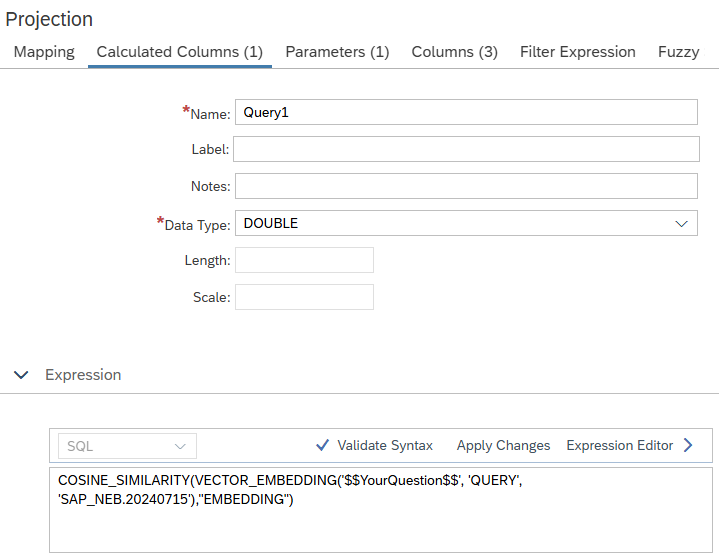 Projection
Mapping Calculated Columns (1) Parameters (1) Columns (3) Filter Expression Fuzzy
*Name: Query1
Label:
Notes:
*Data Type: DOUBLE
Length:
Scale:
Expression
SQL Validate Syntax Apply Changes Expression Editor
COSINE_SIMILARITY(VECTOR_EMBEDDING('$$YourQuestion$$', 'QUERY',
'SAP_NEB.20240715'),"EMBEDDING")